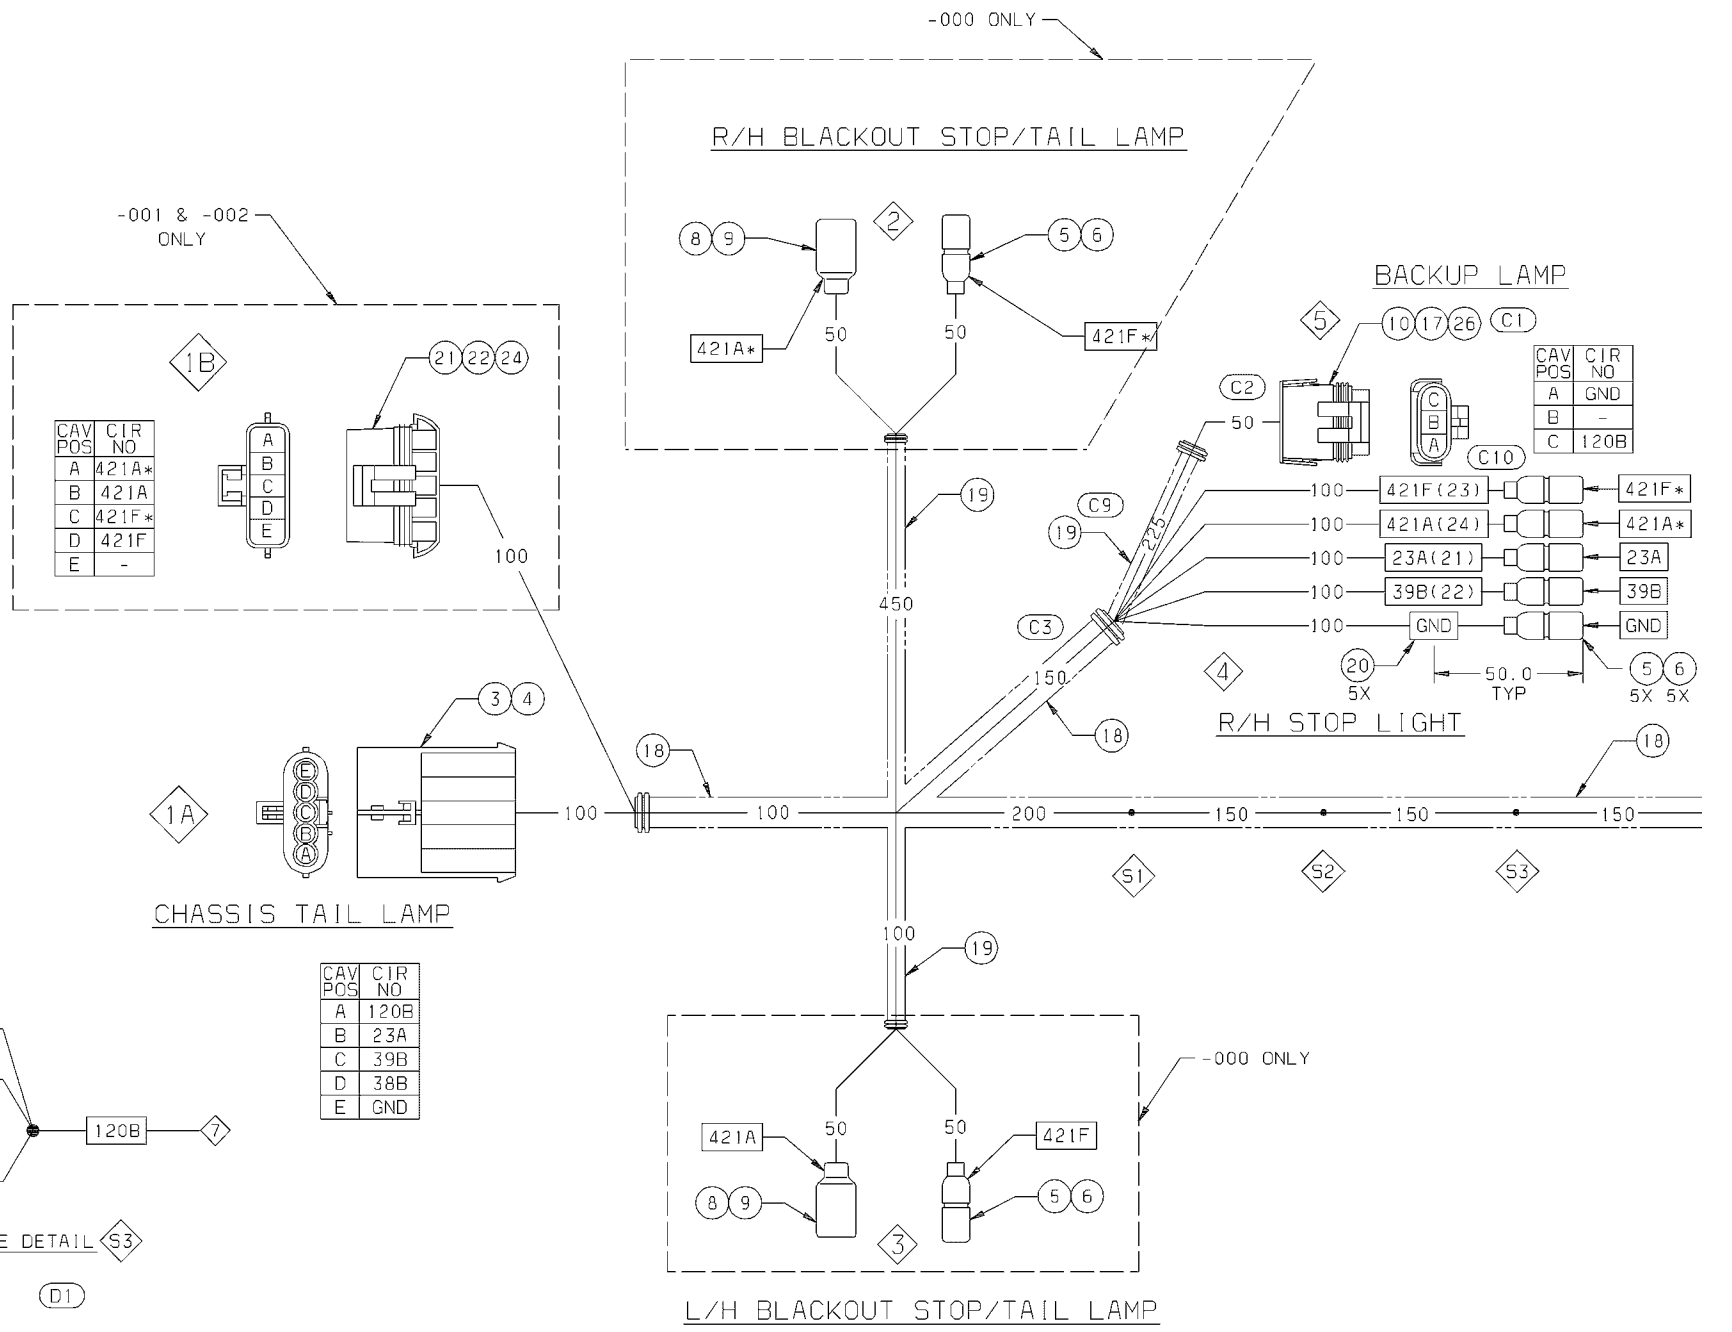 -000 ONLY
R/H BLACKOUT STOP/TAIL LAMP
-001 & -002
ONLY
8 9
2
5 6
421A*
50
50
421F*
BACKUP LAMP
5
10 17 26
C1
C2
50
C
B
A
CAV POS CIR NO
A GND
B -
C 120B
C10
1B
21 22 24
CAV POS CIR NO
A 421A*
B 421A
C 421F*
D 421F
E -
A
B
C
D
E
100
19
450
C9
19
225
C3
100 421F(23) 421F*
100 421A(24) 421A*
100 23A(21) 23A
100 39B(22) 39B
100 GND GND
20
5X
50.0
TYP
5 6
5X 5X
4
R/H STOP LIGHT
150
18
3 4
18
18
1A
E
D
C
B
A
100
100
200
150
150
150
S1
S2
S3
CHASSIS TAIL LAMP
CAV POS CIR NO
A 120B
B 23A
C 39B
D 38B
E GND
100
19
-000 ONLY
120B
7
421A
50
50
421F
8 9
5 6
3
L/H BLACKOUT STOP/TAIL LAMP
E DETAIL S3
D1